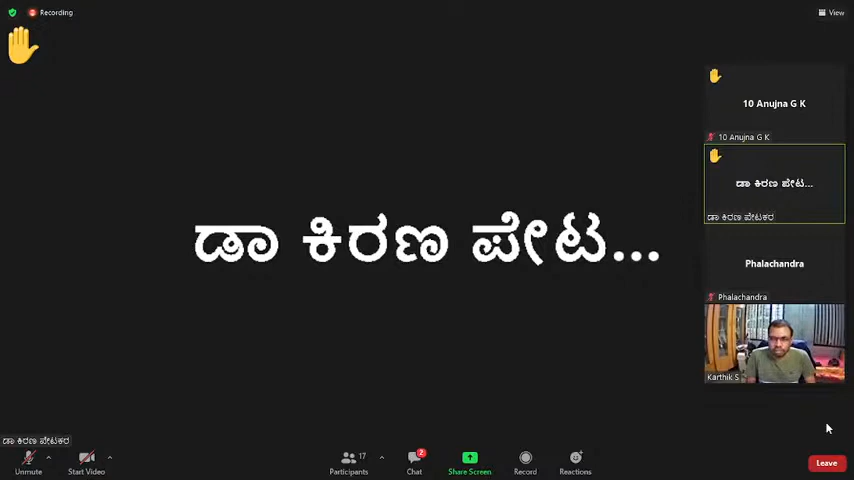 Recording
View
10 Anujna G K
10 Anujna G K
ಡಾ ಕಿರಣ ಪೇಟ...
ಡಾ ಕಿರಣ ಪೇಟ...
ಡಾ ಕಿರಣ ಪೇಟಕರ
Phalachandra
Phalachandra
Karthik S
ಡಾ ಕಿರಣ ಪೇಟಕರ
Unmute
Start Video
17
Participants
2
Chat
Share Screen
Record
Reactions
Leave